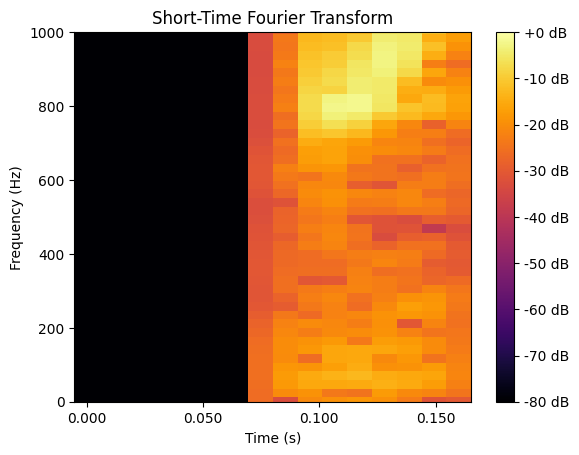 Short-Time Fourier Transform
1000
800
600
400
200
0
Frequency (Hz)
0.000
0.050
0.100
0.150
Time (s)
+0 dB
-10 dB
-20 dB
-30 dB
-40 dB
-50 dB
-60 dB
-70 dB
-80 dB